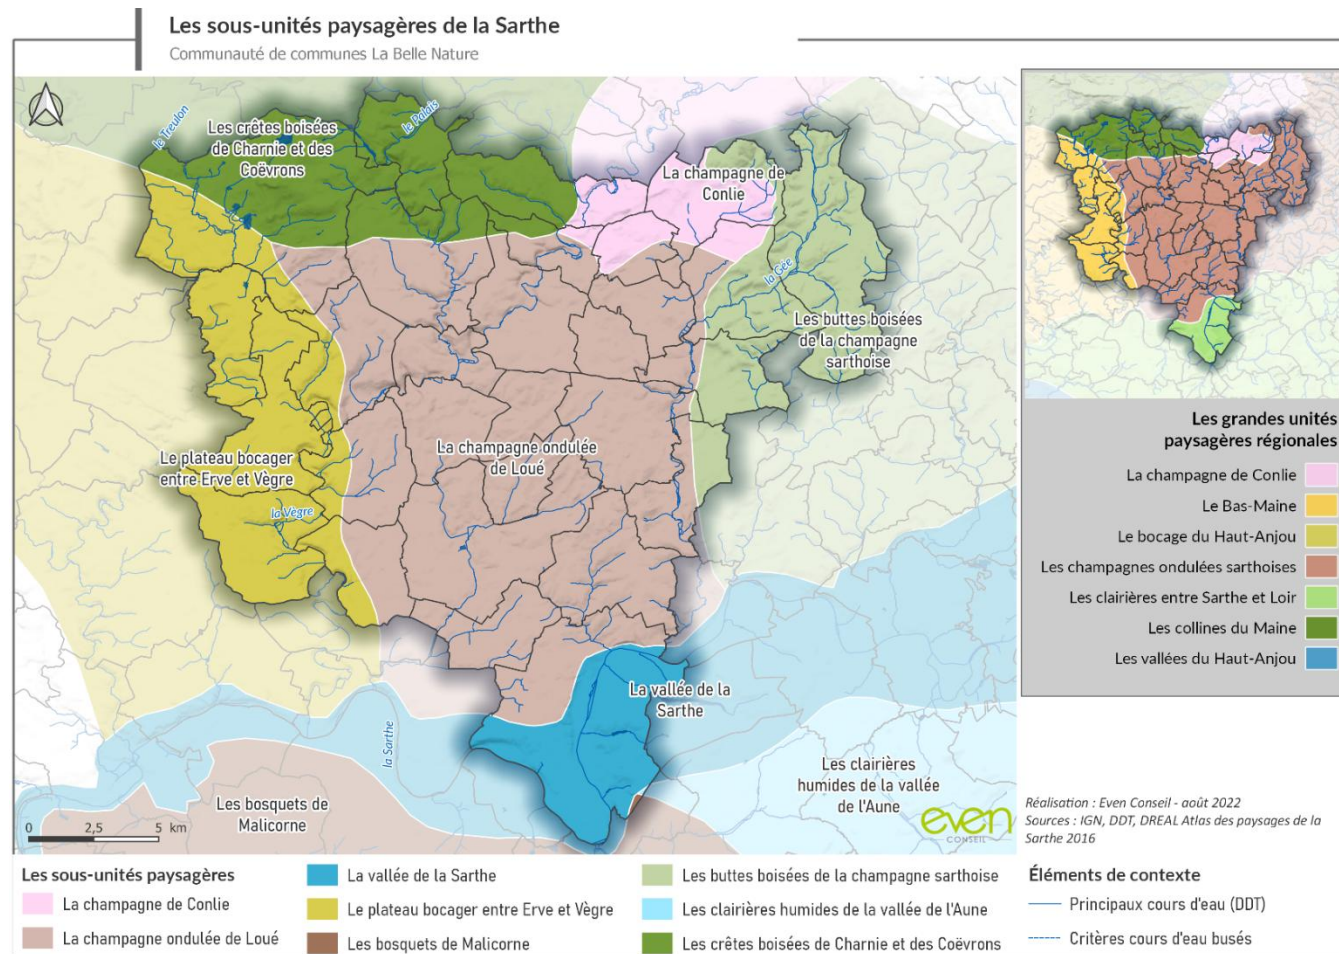 Les sous-unités paysagères de la Sarthe
Communauté de communes La Belle Nature
le Treulon
Les crêtes boisées
de Charnie et des
Coëvrons
le Palais
La champagne de
Conlie
la Gée
Les buttes boisées
de la champagne
sarthoise
La champagne ondulée
de Loué
Le plateau bocager
entre Erve et Vègre
la Vègre
La vallée de la
Sarthe
la Sarthe
Les clairières
humides de la vallée
de l'Aune
Les bosquets de
Malicorne
0 2,5 5 km
even
CONSEIL
Les grandes unités
paysagères régionales
La champagne de Conlie
Le Bas-Maine
Le bocage du Haut-Anjou
Les champagnes ondulées sarthoises
Les clairières entre Sarthe et Loir
Les collines du Maine
Les vallées du Haut-Anjou
Réalisation : Even Conseil - août 2022
Sources : IGN, DDT, DREAL Atlas des paysages de la
Sarthe 2016
Les sous-unités paysagères
La champagne de Conlie
La champagne ondulée de Loué
La vallée de la Sarthe
Le plateau bocager entre Erve et Vègre
Les bosquets de Malicorne
Les buttes boisées de la champagne sarthoise
Les clairières humides de la vallée de l'Aune
Les crêtes boisées de Charnie et des Coëvrons
Éléments de contexte
Principaux cours d'eau (DDT)
Critères cours d'eau busés